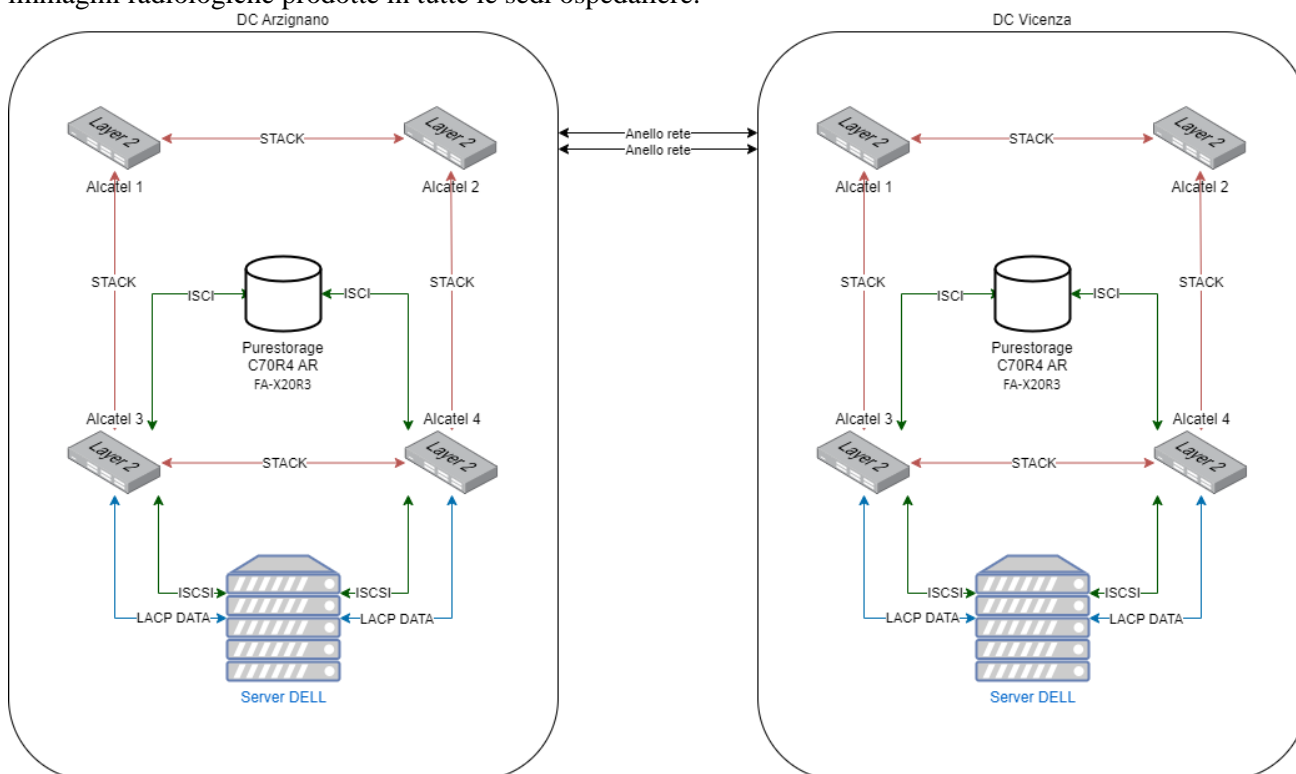 immagini radiologiche prodotte in tutte le sedi ospedaliere.
DC Arzignano
DC Vicenza
Layer 2
STACK
Layer 2
Anello rete
Anello rete
Layer 2
STACK
Layer 2
Alcatel 1
Alcatel 2
Alcatel 1
Alcatel 2
STACK
ISCI
ISCI
STACK
STACK
ISCI
ISCI
STACK
Purestorage
C70R4 AR
FA-X20R3
Purestorage
C70R4 AR
FA-X20R3
Alcatel 3
Alcatel 4
Alcatel 3
Alcatel 4
Layer 2
STACK
Layer 2
Layer 2
STACK
Layer 2
ISCSI
ISCSI
ISCSI
ISCSI
LACP DATA
LACP DATA
LACP DATA
LACP DATA
Server DELL
Server DELL